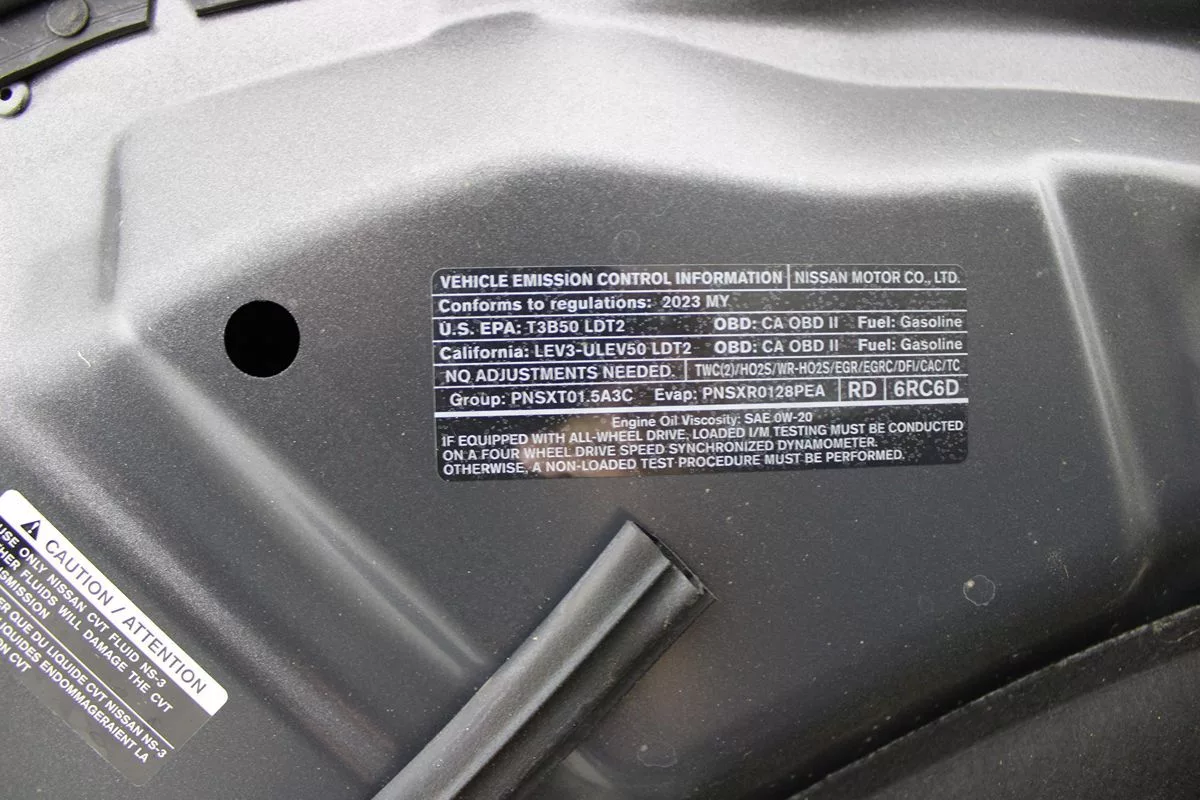 VEHICLE EMISSION CONTROL INFORMATION NISSAN MOTOR CO., LTD.
Conforms to regulations: 2023 MY
U.S. EPA: T3B50 LDT2 OBD: CA OBD II Fuel: Gasoline
California: LEV3-ULEV50 LDT2 OBD: CA OBD II Fuel: Gasoline
NO ADJUSTMENTS NEEDED. TWC(2)/HO2S/WR-HO2S/EGR/EGRC/DFI/CAC/TC
Group: PNSXT01.5A3C Evap: PNSXR0128PEA RD 6RC6D
Engine Oil Viscosity: SAE 0W-20
IF EQUIPPED WITH ALL-WHEEL DRIVE, LOADED I/M TESTING MUST BE CONDUCTED
ON A FOUR WHEEL DRIVE SPEED SYNCHRONIZED DYNAMOMETER.
OTHERWISE, A NON-LOADED TEST PROCEDURE MUST BE PERFORMED.
CAUTION / ATTENTION
USE ONLY NISSAN CVT FLUID NS-3
FLUIDS WILL DAMAGE THE CVT
QUE DU LIQUIDE CVT NISSAN NS-3
LIQUIDES ENDOMMAGERAIENT LA
CVT